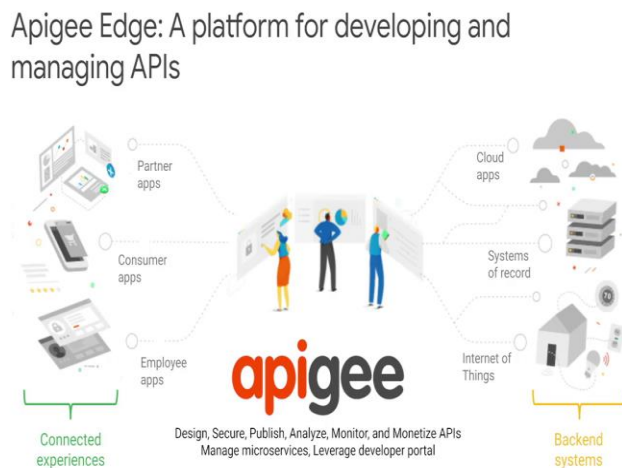 Apigee Edge: A platform for developing and
managing APIs
Partner
apps
Consumer
apps
Employee
apps
Cloud
apps
Systems
of record
Internet of
Things
70
apigee
Design, Secure, Publish, Analyze, Monitor, and Monetize APIs
Manage microservices, Leverage developer portal
Connected
experiences
Backend
systems